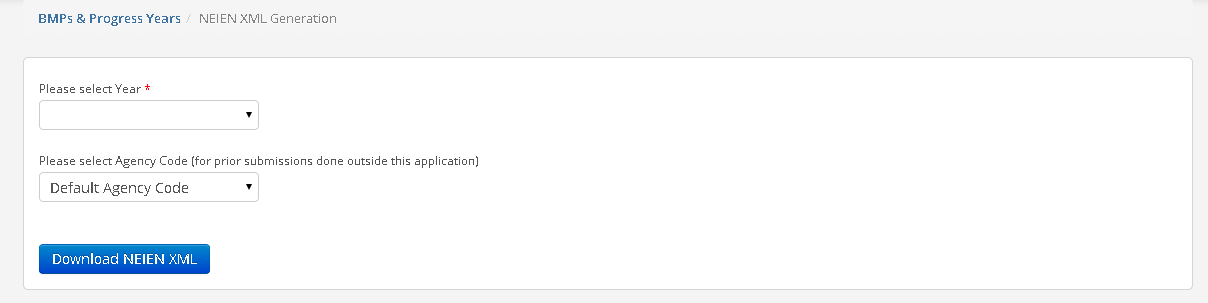 BMPs & Progress Years / NEIEN XML Generation
Please select Year *
Please select Agency Code (for prior submissions done outside this application)
Default Agency Code
Download NEIEN XML